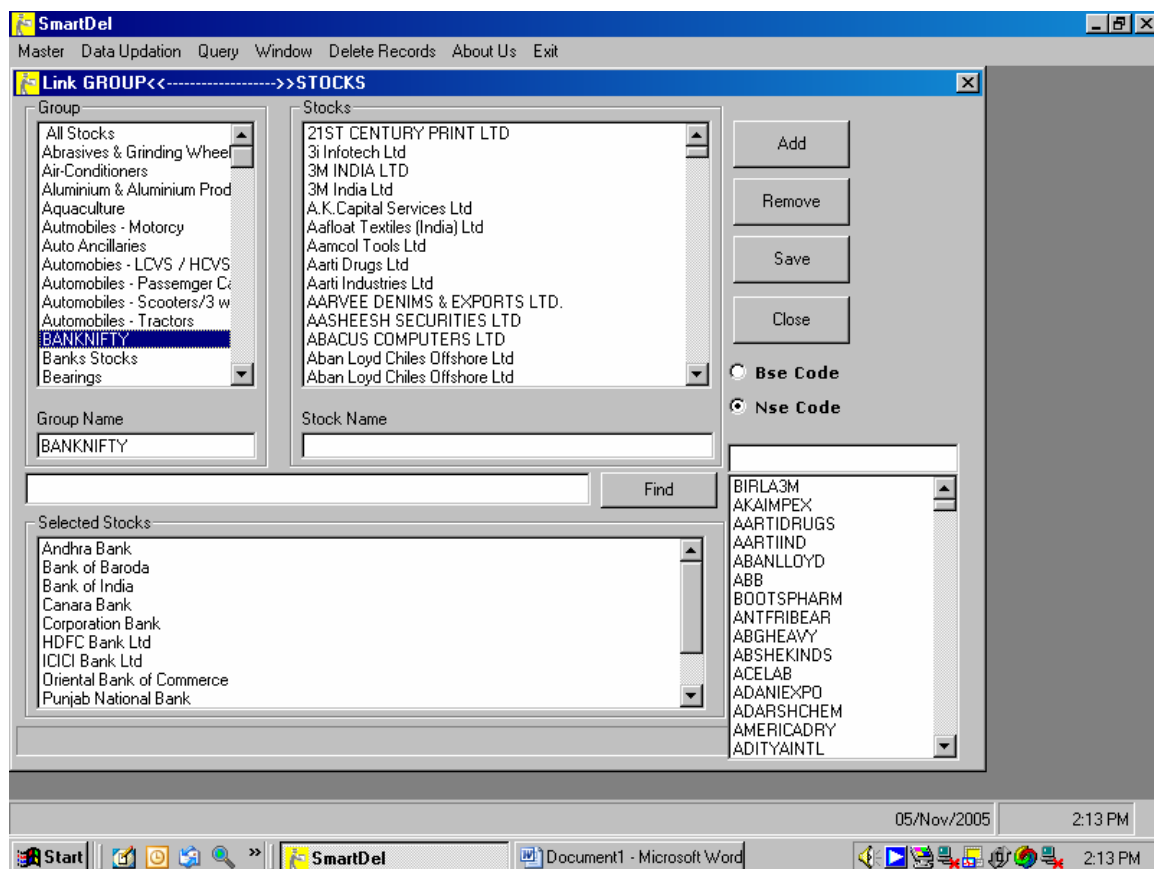 SmartDel
Master Data Updation Query Window Delete Records About Us Exit
Link GROUP<<------------------->>STOCKS
Group
All Stocks
Abrasives & Grinding Wheel
Air-Conditioners
Aluminium & Aluminium Prod
Aquaculture
Autmobiles - Motorcy
Auto Ancillaries
Automobies - LCVS / HCVS
Automobiles - Passemger Ca
Automobiles - Scooters/3 w
Automobiles - Tractors
BANKNIFTY
Banks Stocks
Bearings
Group Name
BANKNIFTY
Stocks
21ST CENTURY PRINT LTD
3i Infotech Ltd
3M INDIA LTD
3M India Ltd
A.K.Capital Services Ltd
Aafloat Textiles (India) Ltd
Aamcol Tools Ltd
Aarti Drugs Ltd
Aarti Industries Ltd
AARVEE DENIMS & EXPORTS LTD.
AASHEESH SECURITIES LTD
ABACUS COMPUTERS LTD
Aban Loyd Chiles Offshore Ltd
Aban Loyd Chiles Offshore Ltd
Stock Name
Add
Remove
Save
Close
Bse Code
Nse Code
Find
Selected Stocks
Andhra Bank
Bank of Baroda
Bank of India
Canara Bank
Corporation Bank
HDFC Bank Ltd
ICICI Bank Ltd
Oriental Bank of Commerce
Punjab National Bank
BIRLA3M
AKAIMPEX
AARTIDRUGS
AARTIIND
ABANLLOYD
ABB
BOOTSPHARM
ANTFRIBEAR
ABGHEAVY
ABSHEKINDS
ACELAB
ADANIEXPO
ADARSHCHEM
AMERICADRY
ADITYAINTL
05/Nov/2005 2:13 PM
Start » SmartDel Document1 - Microsoft Word 2:13 PM